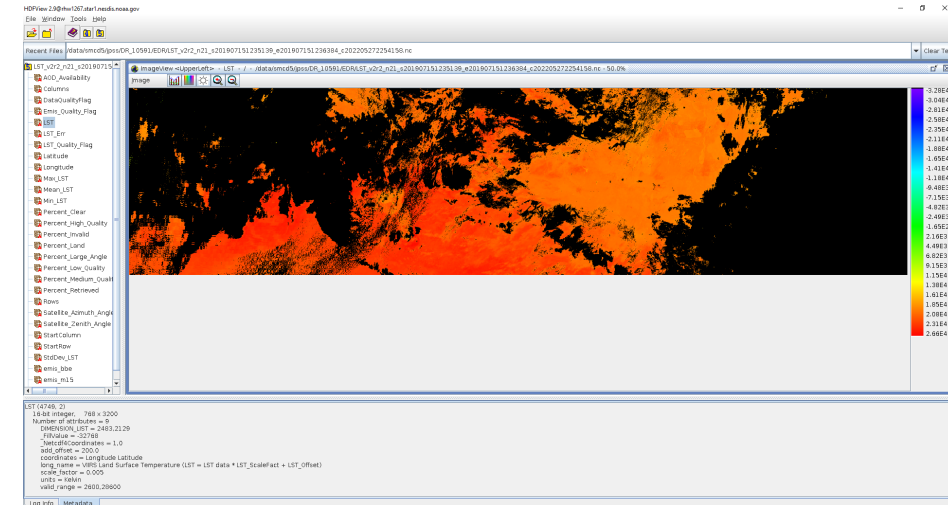 HDFView 2.9@rhw1267.star1.nesdis.noaa.gov
File Window Tools Help
Recent Files /data/smcd5/jpss/DR_10591/EDR/LST_v2r2_n21_s201907151235139_e201907151236384_c202205272254158.nc
Clear Te
LST_v2r2_n21_s20190715
AOD_Availability
Columns
DataQualityFlag
Emis_Quality_Flag
LST
LST_Err
LST_Quality_Flag
Latitude
Longitude
Max_LST
Mean_LST
Min_LST
Percent_Clear
Percent_High_Quality
Percent_Invalid
Percent_Land
Percent_Large_Angle
Percent_Low_Quality
Percent_Medium_Quali
Percent_Retrieved
Rows
Satellite_Azimuth_Angle
Satellite_Zenith_Angle
StartColumn
StartRow
StdDev_LST
emis_bbe
emis_m15
ImageView <UpperLeft> - LST - / - /data/smcd5/jpss/DR_10591/EDR/LST_v2r2_n21_s201907151235139_e201907151236384_c202205272254158.nc - 50.0%
Image
-3.28E4
-3.04E4
-2.81E4
-2.58E4
-2.35E4
-2.11E4
-1.88E4
-1.65E4
-1.41E4
-1.18E4
-9.48E3
-7.15E3
-4.82E3
-2.49E3
-1.65E2
2.16E3
4.49E3
6.82E3
9.15E3
1.15E4
1.38E4
1.61E4
1.85E4
2.08E4
2.31E4
2.66E4
LST (4749, 2)
16-bit integer, 768 x 3200
Number of attributes = 9
DIMENSION_LIST = 2483,2129
_FillValue = -32768
_Netcdf4Coordinates = 1.0
add_offset = 200.0
coordinates = Longitude Latitude
long_name = VIIRS Land Surface Temperature (LST = LST data * LST_ScaleFact + LST_Offset)
scale_factor = 0.005
units = Kelvin
valid_range = 2600,28600
Log Info Metadata